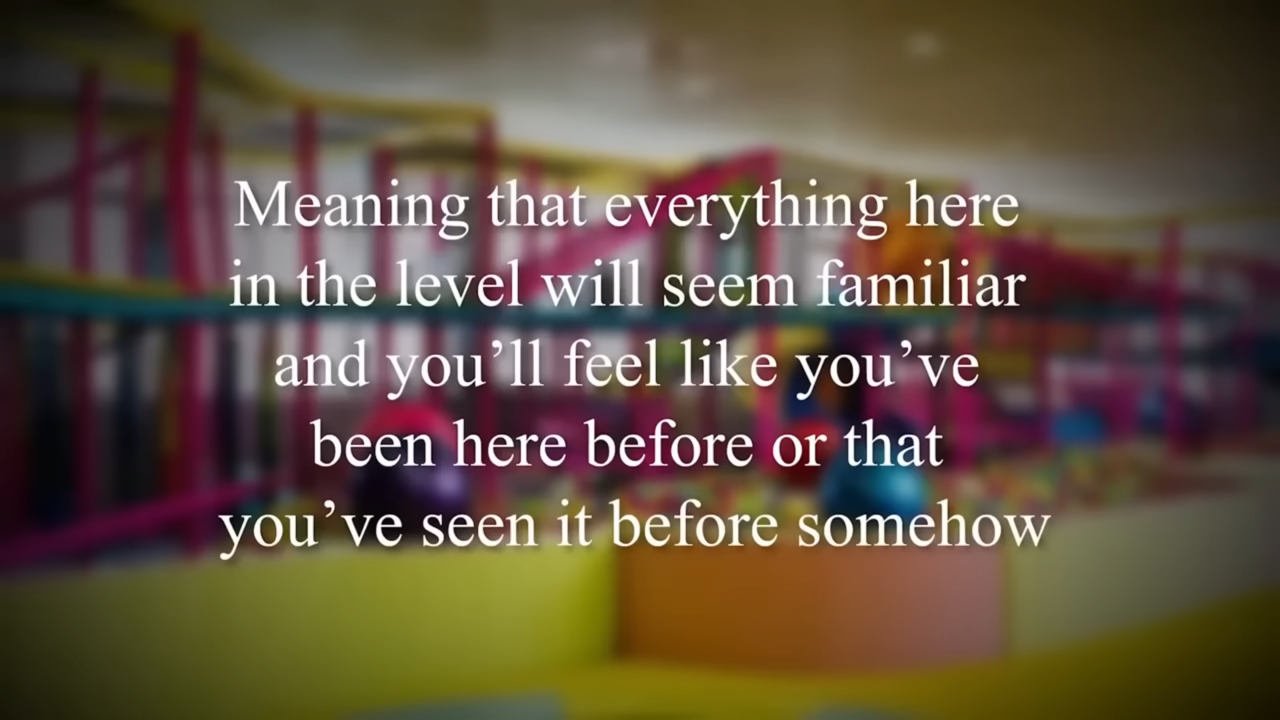 Meaning that everything here
in the level will seem familiar
and you’ll feel like you’ve
been here before or that
you’ve seen it before somehow